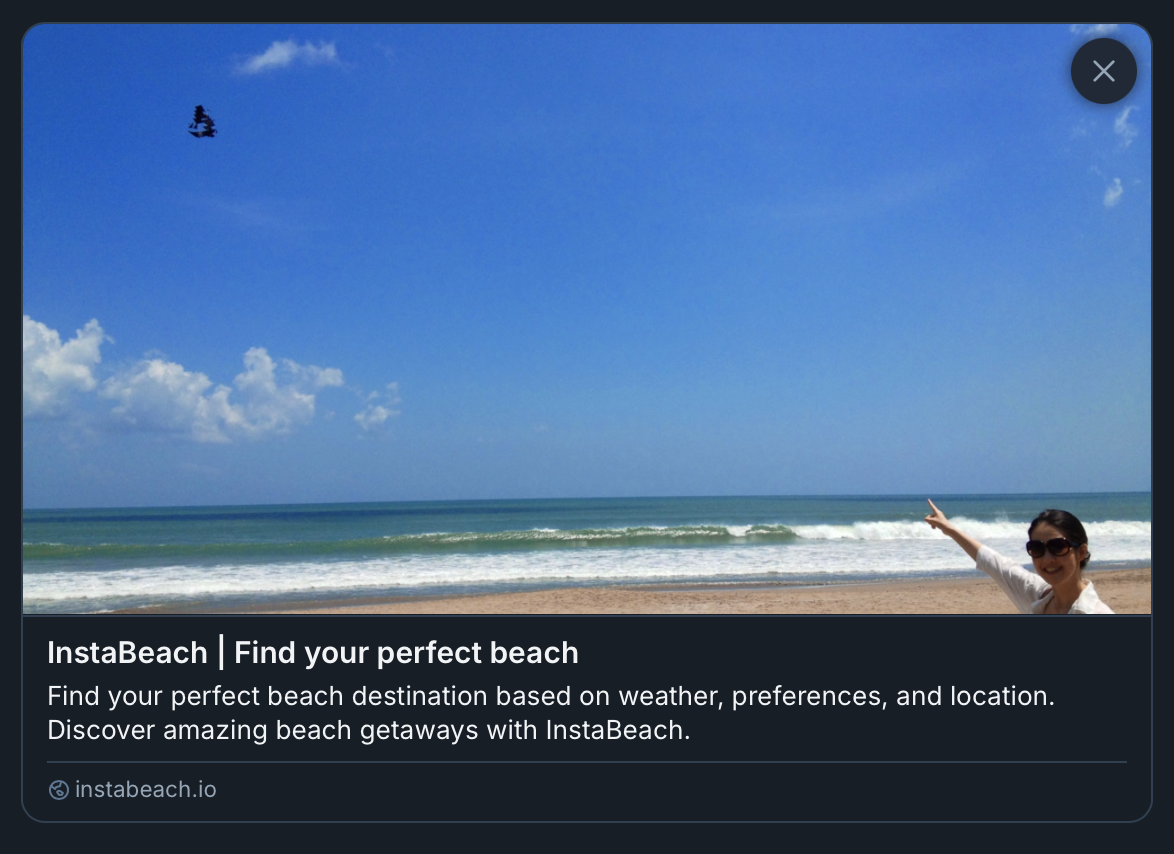 InstaBeach | Find your perfect beach
Find your perfect beach destination based on weather, preferences, and location.
Discover amazing beach getaways with InstaBeach.
instabeach.io